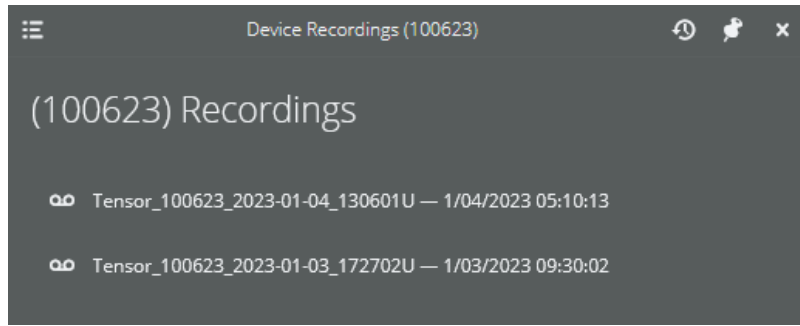 Device Recordings (100623)
(100623) Recordings
Tensor_100623_2023-01-04_130601U — 1/04/2023 05:10:13
Tensor_100623_2023-01-03_172702U — 1/03/2023 09:30:02